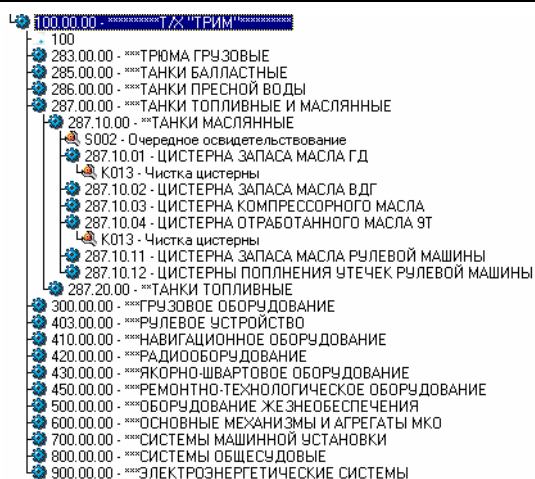 100.00.00 - **********Т/Х "ТРИМ"**********
100
283.00.00 - ***ТРЮМА ГРУЗОВЫЕ
285.00.00 - ***ТАНКИ БАЛЛАСТНЫЕ
286.00.00 - ***ТАНКИ ПРЕСНОЙ ВОДЫ
287.00.00 - ***ТАНКИ ТОПЛИВНЫЕ И МАСЛЯННЫЕ
287.10.00 - **ТАНКИ МАСЛЯННЫЕ
S002 - Очередное освидетельствование
287.10.01 - ЦИСТЕРНА ЗАПАСА МАСЛА ГД
К013 - Чистка цистерны
287.10.02 - ЦИСТЕРНА ЗАПАСА МАСЛА ВДГ
287.10.03 - ЦИСТЕРНА КОМПРЕССОРНОГО МАСЛА
287.10.04 - ЦИСТЕРНА ОТРАБОТАННОГО МАСЛА 9Т
К013 - Чистка цистерны
287.10.11 - ЦИСТЕРНА ЗАПАСА МАСЛА РУЛЕВОЙ МАШИНЫ
287.10.12 - ЦИСТЕРНЫ ПОПЛНЕНИЯ УТЕЧЕК РУЛЕВОЙ МАШИНЫ
287.20.00 - **ТАНКИ ТОПЛИВНЫЕ
300.00.00 - ***ГРУЗОВОЕ ОБОРУДОВАНИЕ
403.00.00 - ***РУЛЕВОЕ УСТРОЙСТВО
410.00.00 - ***НАВИГАЦИОННОЕ ОБОРУДОВАНИЕ
420.00.00 - ***РАДИООБОРУДОВАНИЕ
430.00.00 - ***ЯКОРНО-ШВАРТОВОЕ ОБОРУДОВАНИЕ
450.00.00 - ***РЕМОНТНО-ТЕХНОЛОГИЧЕСКОЕ ОБОРУДОВАНИЕ
500.00.00 - ***ОБОРУДОВАНИЕ ЖЕЗНЕОБЕСПЕЧЕНИЯ
600.00.00 - ***ОСНОВНЫЕ МЕХАНИЗМЫ И АГРЕГАТЫ МКО
700.00.00 - ***СИСТЕМЫ МАШИННОЙ УСТАНОВКИ
800.00.00 - ***СИСТЕМЫ ОБЩЕСУДОВЫЕ
900.00.00 - ***ЭЛЕКТРОЭНЕРГЕТИЧЕСКИЕ СИСТЕМЫ